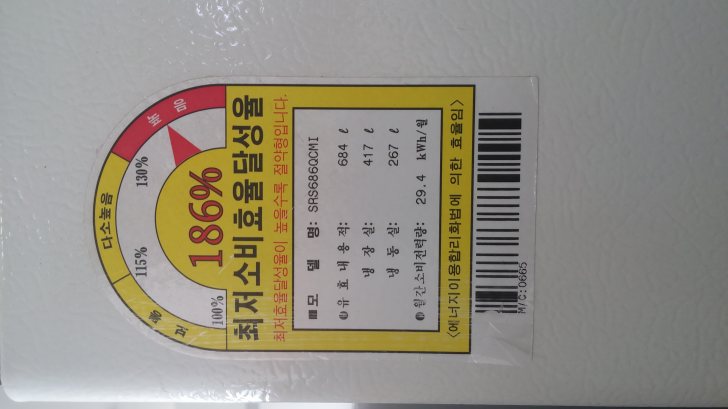 보통
다소높음
높음
100%
115%
130%
186%
최저소비효율달성율
최저효율달성율이 높을수록 절약형입니다.
■모 델 명: SRS686QCMI
유효내용적: 684 ℓ
냉장실: 417 ℓ
냉동실: 267 ℓ
월간소비전력량: 29.4 kWh/월
<에너지이용합리화법에 의한 효율임>
M/C:0665